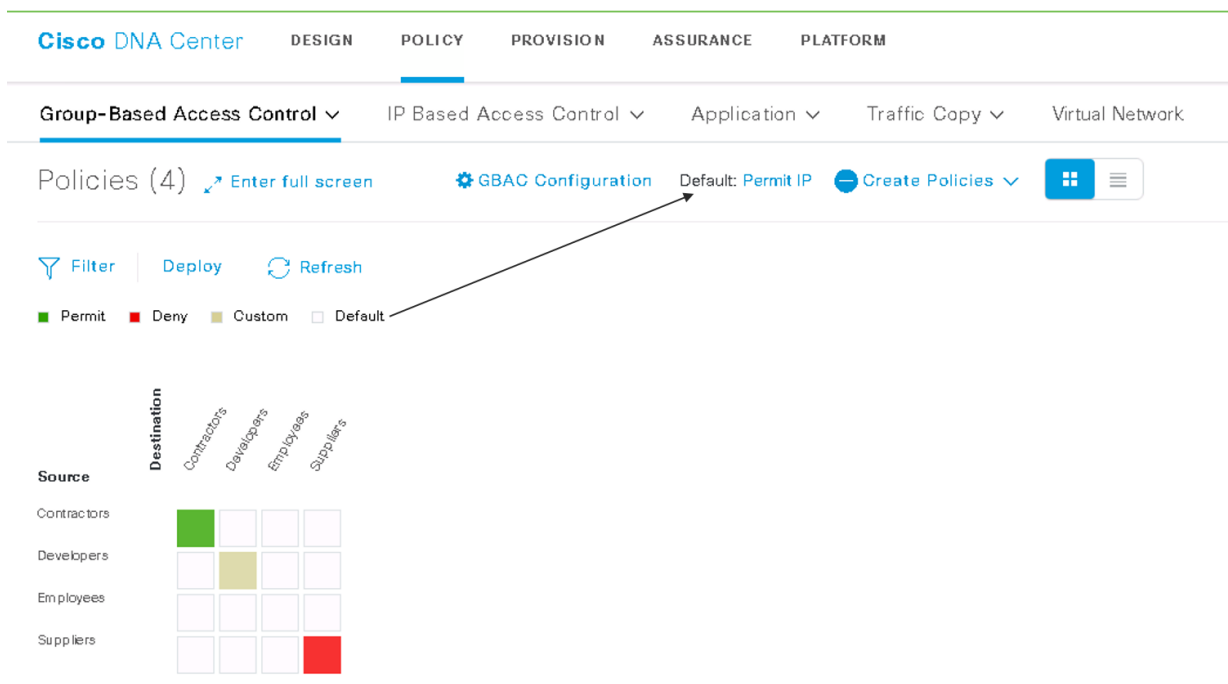 Cisco DNA Center DESIGN POLICY PROVISION ASSURANCE PLATFORM
Group-Based Access Control IP Based Access Control Application Traffic Copy Virtual Network
Policies (4) Enter full screen GBAC Configuration Default: Permit IP Create Policies
Filter Deploy Refresh
Permit Deny Custom Default
Destination
Contractors Developers Employees Suppliers
Source
Contractors
Developers
Employees
Suppliers